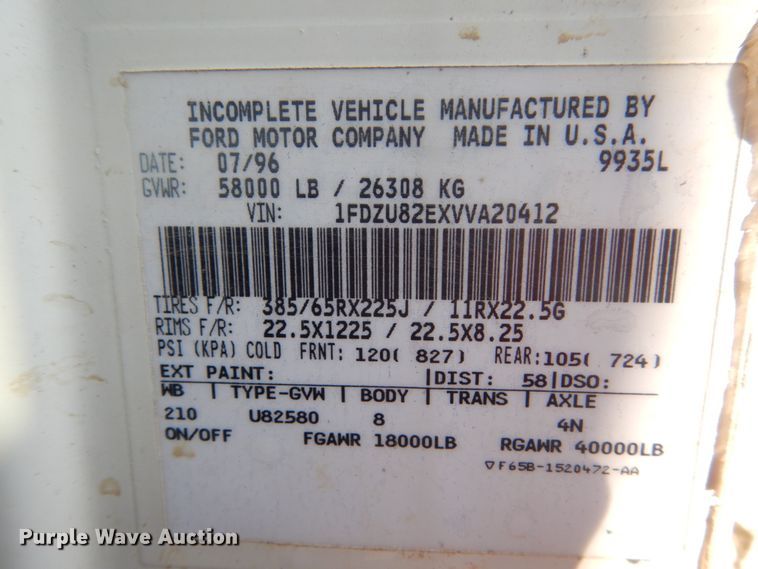 INCOMPLETE VEHICLE MANUFACTURED BY
FORD MOTOR COMPANY MADE IN U.S.A.
DATE: 07/96 9935L
GVWR: 58000 LB / 26308 KG
VIN: 1FDZU82EXVVA20412
TIRES F/R: 385/65RX225J / 11RX22.5G
RIMS F/R: 22.5X1225 / 22.5X8.25
PSI (KPA) COLD FRNT: 120( 827) REAR:105( 724)
EXT PAINT: |DIST: 58|DSO:
WB | TYPE-GVW | BODY | TRANS | AXLE
210 U82580 8 4N
ON/OFF FGAWR 18000LB RGAWR 40000LB
▽F65B-1520472-AA
Purple Wave Auction